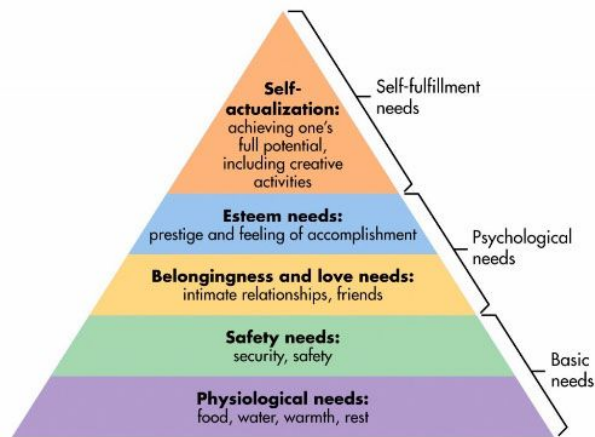 Self-
actualization:
achieving one's
full potential,
including creative
activities
Self-fulfillment
needs
Esteem needs:
prestige and feeling of accomplishment
Psychological
needs
Belongingness and love needs:
intimate relationships, friends
Safety needs:
security, safety
Basic
needs
Physiological needs:
food, water, warmth, rest